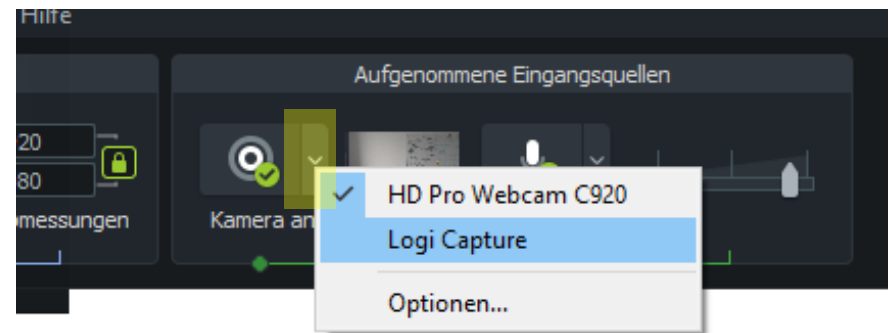 Hilfe
Aufgenommene Eingangsquellen
20
80
messungen
Kamera an
HD Pro Webcam C920
Logi Capture
Optionen...